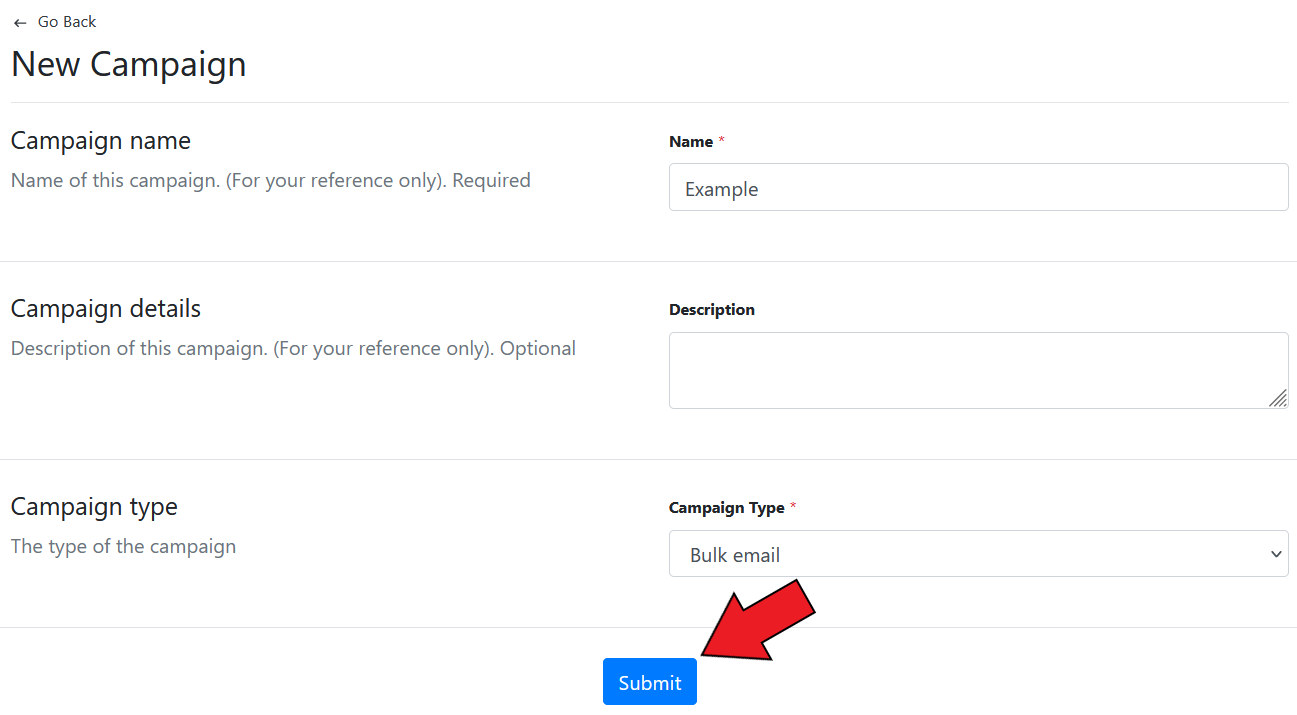 ← Go Back
New Campaign
Campaign name
Name *
Name of this campaign. (For your reference only). Required
Example
Campaign details
Description
Description of this campaign. (For your reference only). Optional
Campaign type
Campaign Type *
The type of the campaign
Bulk email
Submit